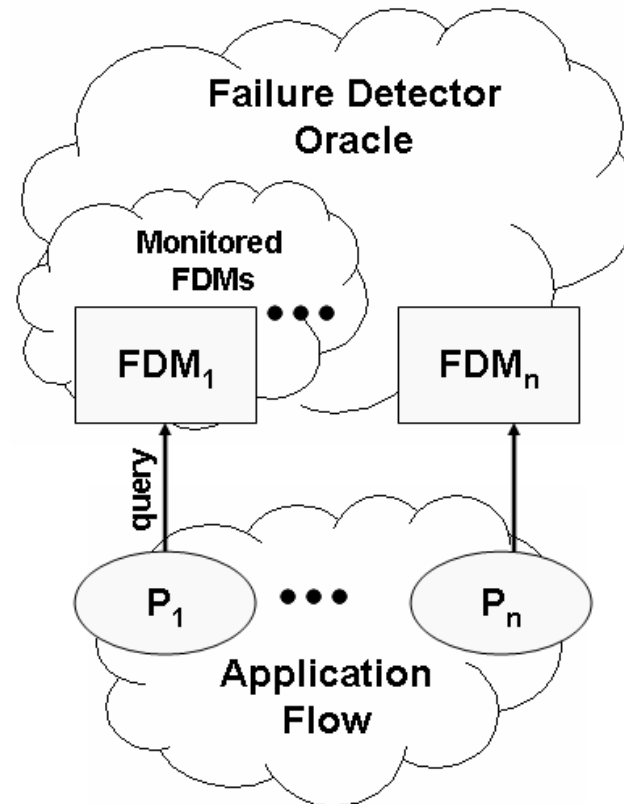 Failure Detector
Oracle
Monitored
FDMs
FDM₁
FDMₙ
query
P₁
Pₙ
Application
Flow